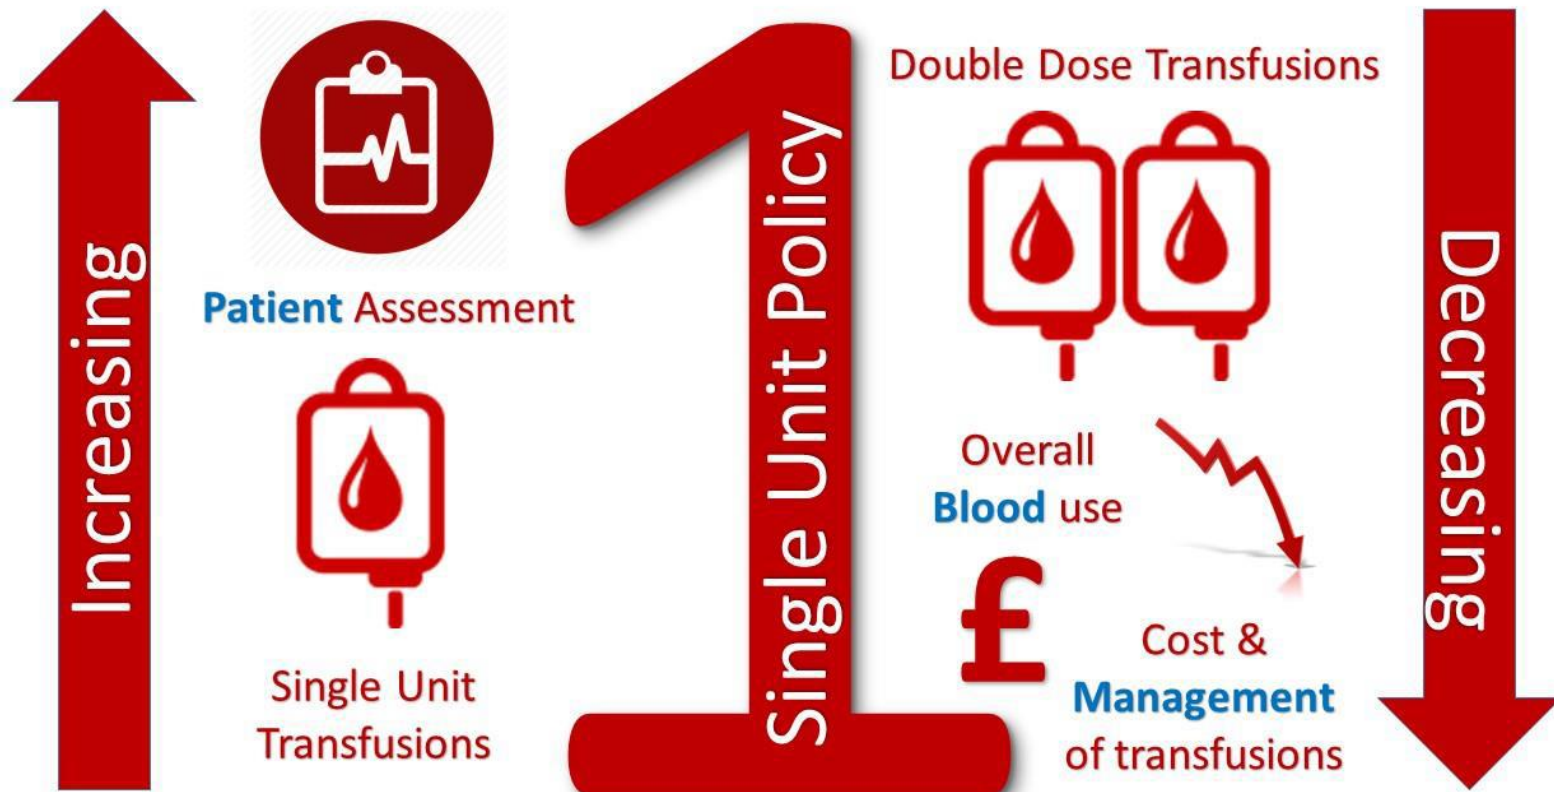 Increasing
Patient Assessment
Single Unit
Transfusions
Single Unit Policy
Double Dose Transfusions
Overall
Blood use
£
Cost &
Management
of transfusions
Decreasing